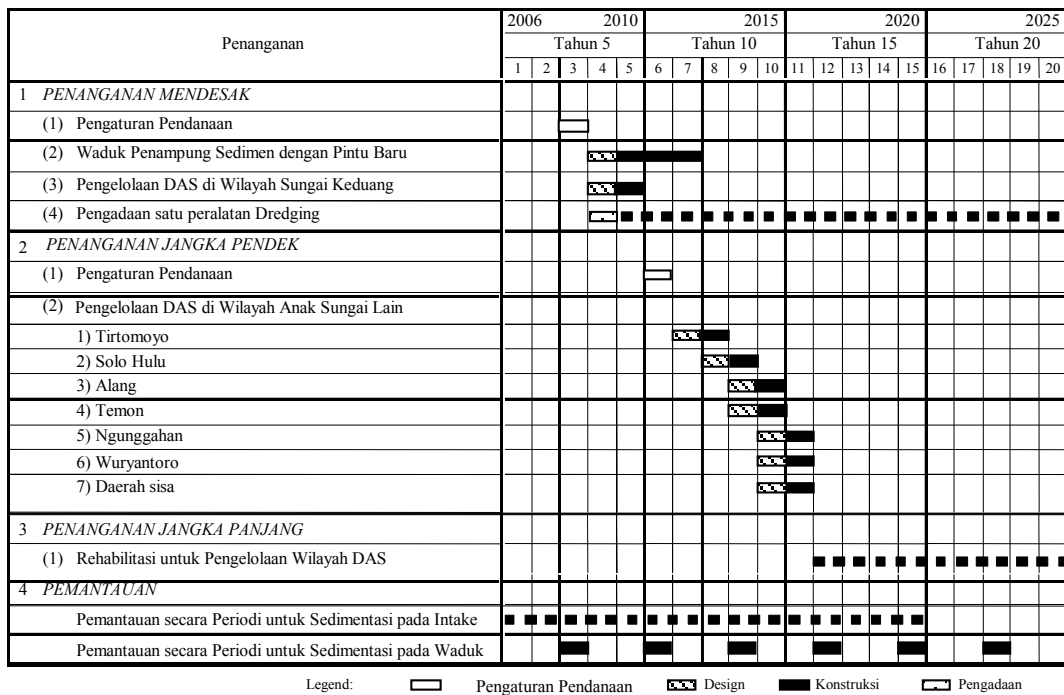 Penanganan
2006 2010 2015 2020 2025
Tahun 5 Tahun 10 Tahun 15 Tahun 20
1 2 3 4 5 6 7 8 9 10 11 12 13 14 15 16 17 18 19 20
1 PENANGANAN MENDESAK
(1) Pengaturan Pendanaan
(2) Waduk Penampung Sedimen dengan Pintu Baru
(3) Pengelolaan DAS di Wilayah Sungai Keduang
(4) Pengadaan satu peralatan Dredging
2 PENANGANAN JANGKA PENDEK
(1) Pengaturan Pendanaan
(2) Pengelolaan DAS di Wilayah Anak Sungai Lain
1) Tirtomoyo
2) Solo Hulu
3) Alang
4) Temon
5) Ngunggahan
6) Wuryantoro
7) Daerah sisa
3 PENANGANAN JANGKA PANJANG
(1) Rehabilitasi untuk Pengelolaan Wilayah DAS
4 PEMANTAUAN
Pemantauan secara Periodi untuk Sedimentasi pada Intake
Pemantauan secara Periodi untuk Sedimentasi pada Waduk
Legend: Pengaturan Pendanaan Design Konstruksi Pengadaan